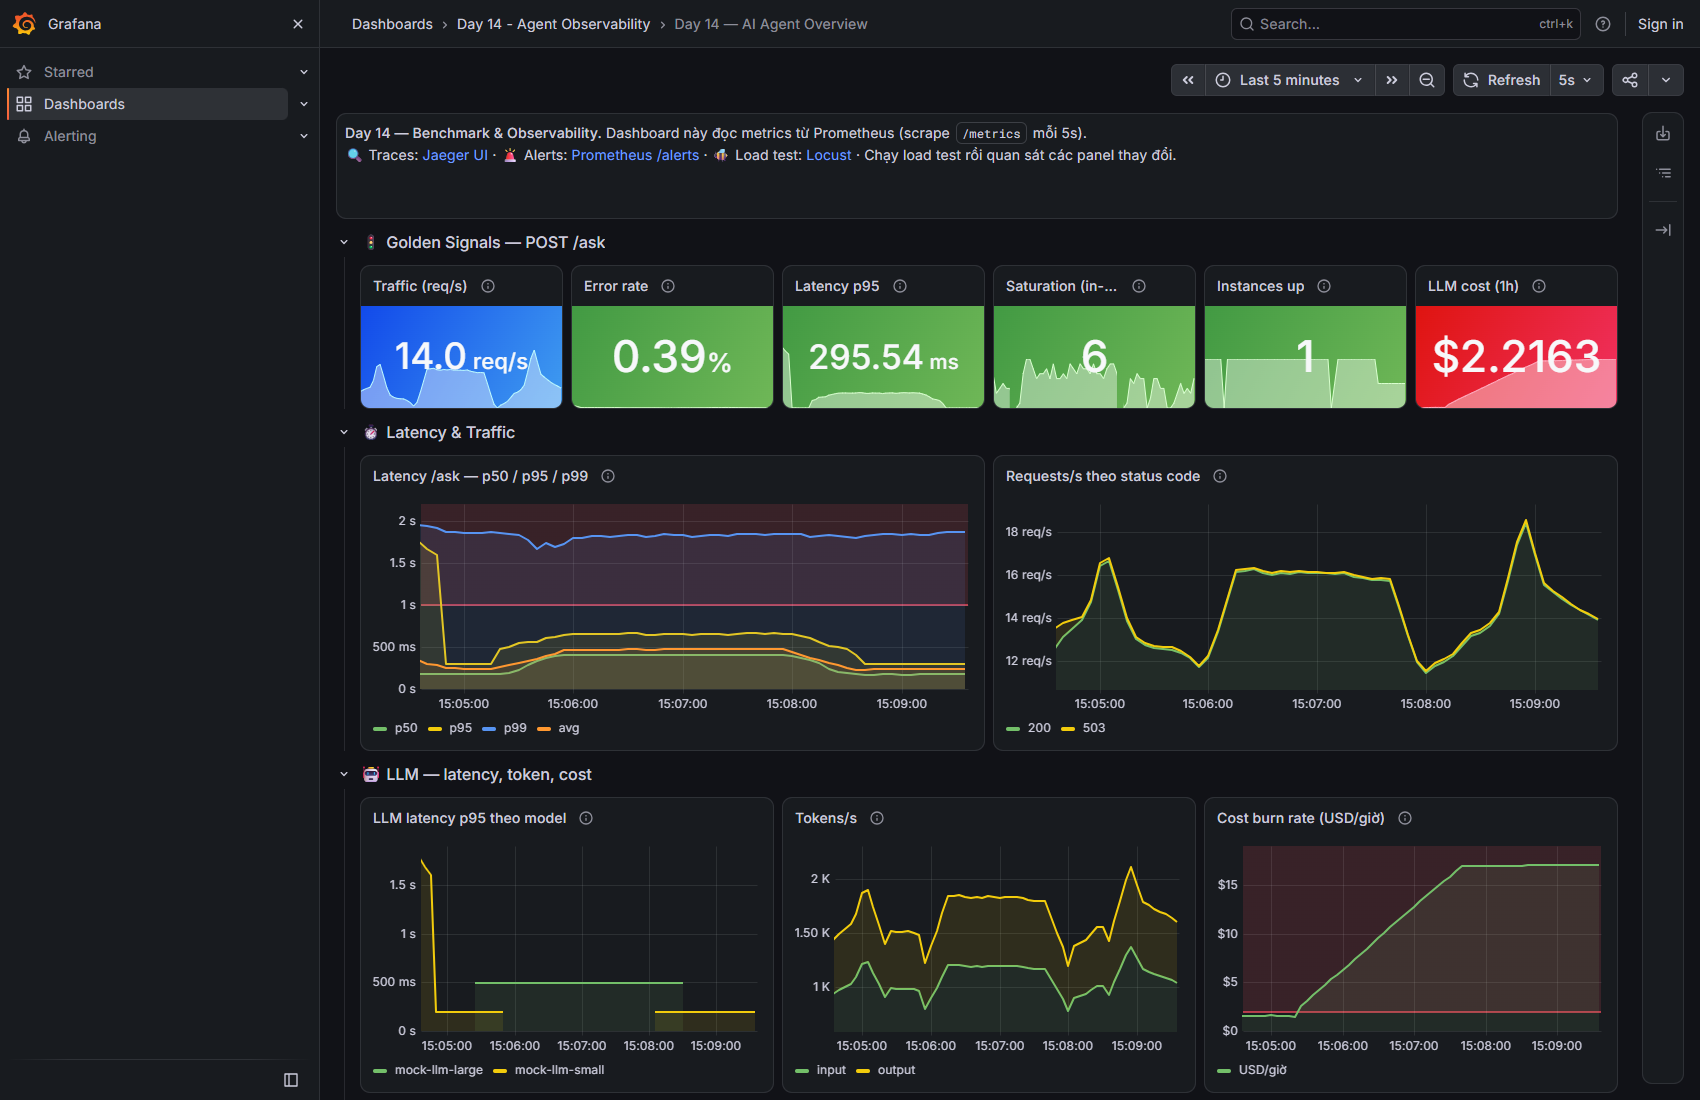 Grafana
Dashboards › Day 14 - Agent Observability › Day 14 — AI Agent Overview
Search...
ctrl+k
Sign in
Starred
Dashboards
Alerting
Last 5 minutes
Refresh
5s
Day 14 — Benchmark & Observability. Dashboard này đọc metrics từ Prometheus (scrape /metrics mỗi 5s).
Traces: Jaeger UI · Alerts: Prometheus /alerts · Load test: Locust · Chạy load test rồi quan sát các panel thay đổi.
Golden Signals — POST /ask
Traffic (req/s)
14.0 req/s
Error rate
0.39%
Latency p95
295.54 ms
Saturation (in-...
6
Instances up
1
LLM cost (1h)
$2.2163
Latency & Traffic
Latency /ask — p50 / p95 / p99
2 s
1.5 s
1 s
500 ms
0 s
15:05:00 15:06:00 15:07:00 15:08:00 15:09:00
p50 p95 p99 avg
Requests/s theo status code
18 req/s
16 req/s
14 req/s
12 req/s
15:05:00 15:06:00 15:07:00 15:08:00 15:09:00
200 503
LLM — latency, token, cost
LLM latency p95 theo model
1.5 s
1 s
500 ms
0 s
15:05:00 15:06:00 15:07:00 15:08:00 15:09:00
mock-llm-large mock-llm-small
Tokens/s
2 K
1.50 K
1 K
15:05:00 15:06:00 15:07:00 15:08:00 15:09:00
input output
Cost burn rate (USD/giờ)
$15
$10
$5
$0
15:05:00 15:06:00 15:07:00 15:08:00 15:09:00
USD/giờ